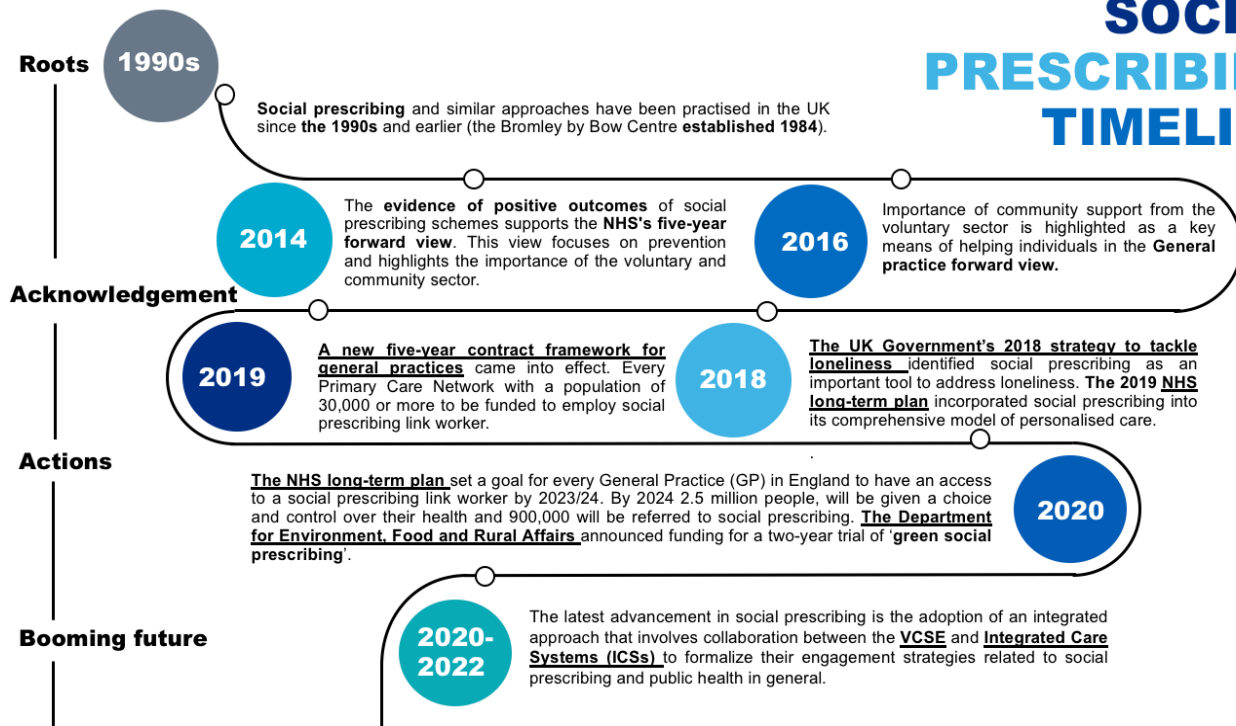 SOCI
PRESCRIBI
TIMELI
Roots
1990s
Social prescribing and similar approaches have been practised in the UK
since the 1990s and earlier (the Bromley by Bow Centre established 1984).
2014
The evidence of positive outcomes of social
prescribing schemes supports the NHS's five-year
forward view. This view focuses on prevention
and highlights the importance of the voluntary and
community sector.
2016
Importance of community support from the
voluntary sector is highlighted as a key
means of helping individuals in the General
practice forward view.
Acknowledgement
2019
A new five-year contract framework for
general practices came into effect. Every
Primary Care Network with a population of
30,000 or more to be funded to employ social
prescribing link worker.
2018
The UK Government's 2018 strategy to tackle
loneliness identified social prescribing as an
important tool to address loneliness. The 2019 NHS
long-term plan incorporated social prescribing into
its comprehensive model of personalised care.
.
Actions
The NHS long-term plan set a goal for every General Practice (GP) in England to have an access
to a social prescribing link worker by 2023/24. By 2024 2.5 million people, will be given a choice
and control over their health and 900,000 will be referred to social prescribing. The Department
for Environment, Food and Rural Affairs announced funding for a two-year trial of ‘green social
prescribing’.
2020
Booming future
2020-
2022
The latest advancement in social prescribing is the adoption of an integrated
approach that involves collaboration between the VCSE and Integrated Care
Systems (ICSs) to formalize their engagement strategies related to social
prescribing and public health in general.